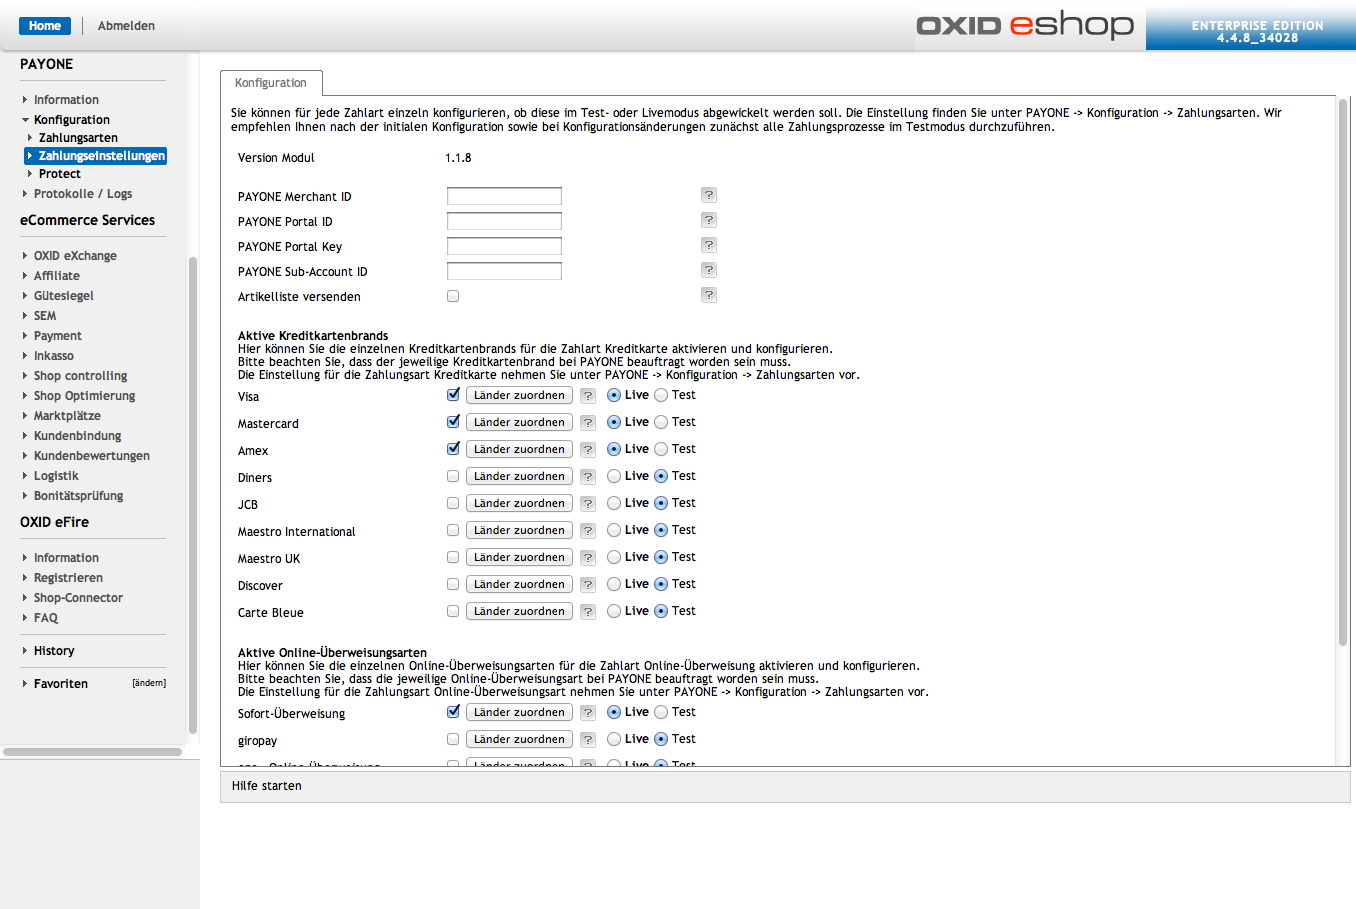 Home
Abmelden
OXID eshop
ENTERPRISE EDITION
4.4.8_34028
PAYONE
Information
Konfiguration
Zahlungsarten
Zahlungseinstellungen
Protect
Protokolle / Logs
eCommerce Services
OXID eXchange
Affiliate
Gütesiegel
SEM
Payment
Inkasso
Shop controlling
Shop Optimierung
Marktplätze
Kundenbindung
Kundenbewertungen
Logistik
Bonitätsprüfung
OXID eFire
Information
Registrieren
Shop-Connector
FAQ
History
Favoriten [ändern]
Konfiguration
Sie können für jede Zahlart einzeln konfigurieren, ob diese im Test- oder Livemodus abgewickelt werden soll. Die Einstellung finden Sie unter PAYONE -> Konfiguration -> Zahlungsarten. Wir
empfehlen Ihnen nach der initialen Konfiguration sowie bei Konfigurationsänderungen zunächst alle Zahlungsprozesse im Testmodus durchzuführen.
Version Modul 1.1.8
PAYONE Merchant ID ?
PAYONE Portal ID ?
PAYONE Portal Key ?
PAYONE Sub-Account ID ?
Artikelliste versenden ?
Aktive Kreditkartenbrands
Hier können Sie die einzelnen Kreditkartenbrands für die Zahlart Kreditkarte aktivieren und konfigurieren.
Bitte beachten Sie, dass der jeweilige Kreditkartenbrand bei PAYONE beauftragt worden sein muss.
Die Einstellung für die Zahlungsart Kreditkarte nehmen Sie unter PAYONE -> Konfiguration -> Zahlungsarten vor.
Visa Länder zuordnen ? Live Test
Mastercard Länder zuordnen ? Live Test
Amex Länder zuordnen ? Live Test
Diners Länder zuordnen ? Live Test
JCB Länder zuordnen ? Live Test
Maestro International Länder zuordnen ? Live Test
Maestro UK Länder zuordnen ? Live Test
Discover Länder zuordnen ? Live Test
Carte Bleue Länder zuordnen ? Live Test
Aktive Online-Überweisungsarten
Hier können Sie die einzelnen Online-Überweisungsarten für die Zahlart Online-Überweisung aktivieren und konfigurieren.
Bitte beachten Sie, dass die jeweilige Online-Überweisungsart bei PAYONE beauftragt worden sein muss.
Die Einstellung für die Zahlungsart Online-Überweisungsart nehmen Sie unter PAYONE -> Konfiguration -> Zahlungsarten vor.
Sofort-Überweisung Länder zuordnen ? Live Test
giropay Länder zuordnen ? Live Test
Online-Überweisung Länder zuordnen ? Live Test
Hilfe starten